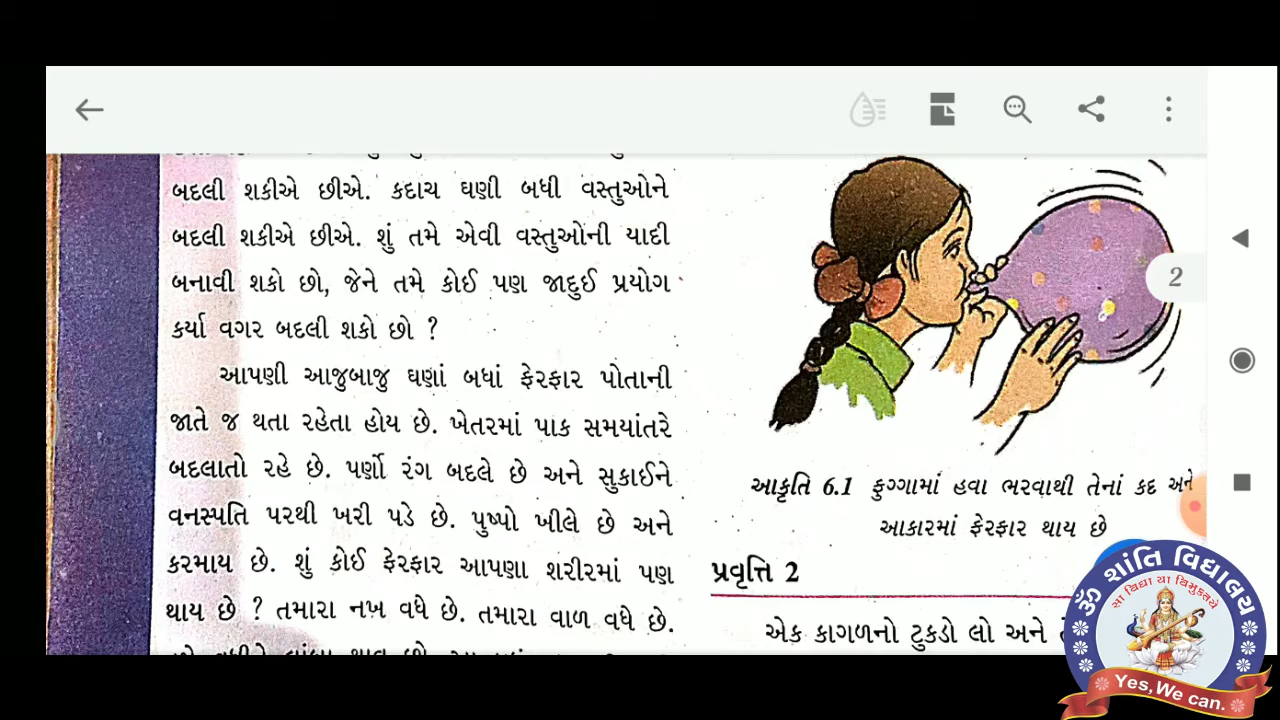 બદલી શકીએ છીએ. કદાચ ઘણી બધી વસ્તુઓને
બદલી શકીએ છીએ. શું તમે એવી વસ્તુઓની યાદી
બનાવી શકો છો, જેને તમે કોઈ પણ જાદુઈ પ્રયોગ
કર્યા વગર બદલી શકો છો ?
આપણી આજુબાજુ ઘણાં બધાં ફેરફાર પોતાની
જાતે જ થતા રહેતા હોય છે. ખેતરમાં પાક સમયાંતરે
બદલાતો રહે છે. પર્ણો રંગ બદલે છે અને સુકાઈને
વનસ્પતિ પરથી ખરી પડે છે. પુષ્પો ખીલે છે અને
કરમાય છે. શું કોઈ ફેરફાર આપણા શરીરમાં પણ
થાય છે ? તમારા નખ વધે છે. તમારા વાળ વધે છે.
2
આકૃતિ 6.1 ફુગ્ગામાં હવા ભરવાથી તેનાં કદ અને
આકારમાં ફેરફાર થાય છે
પ્રવૃત્તિ 2
એક કાગળનો ટુકડો લો અને
ૐ શાંતિ વિદ્યાલય
સા વિદ્યા યા વિમુક્તયે
Yes, We can.